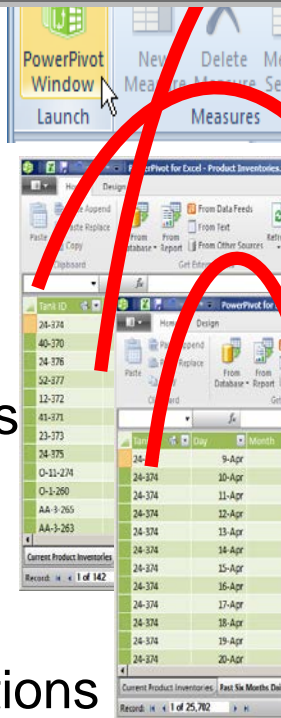 PowerPivot New Delete
Window Measure Measure
Launch Measures
PowerPivot for Excel - Product Inventories.
Home Design
Paste Append From Data Feeds
Paste Replace From Text
Paste Copy From From From Other Sources
Database Report
Clipboard Get External
fx
Tank ID
24-374
40-370
24-376
52-377
12-372
41-371
23-373
24-375
O-11-274
O-1-260
AA-3-265
AA-3-263
Current Product Inventories
Record: 1 of 142
s
PowerPivot for
Home Design
Paste From From
Database Report
fx
Day Month
9-Apr
24-374 10-Apr
24-374 11-Apr
24-374 12-Apr
24-374 13-Apr
24-374 14-Apr
24-374 15-Apr
24-374 16-Apr
24-374 17-Apr
24-374 18-Apr
24-374 19-Apr
24-374 20-Apr
Current Product Inventories Past Six Months Dai
Record: 1 of 25,702
tions